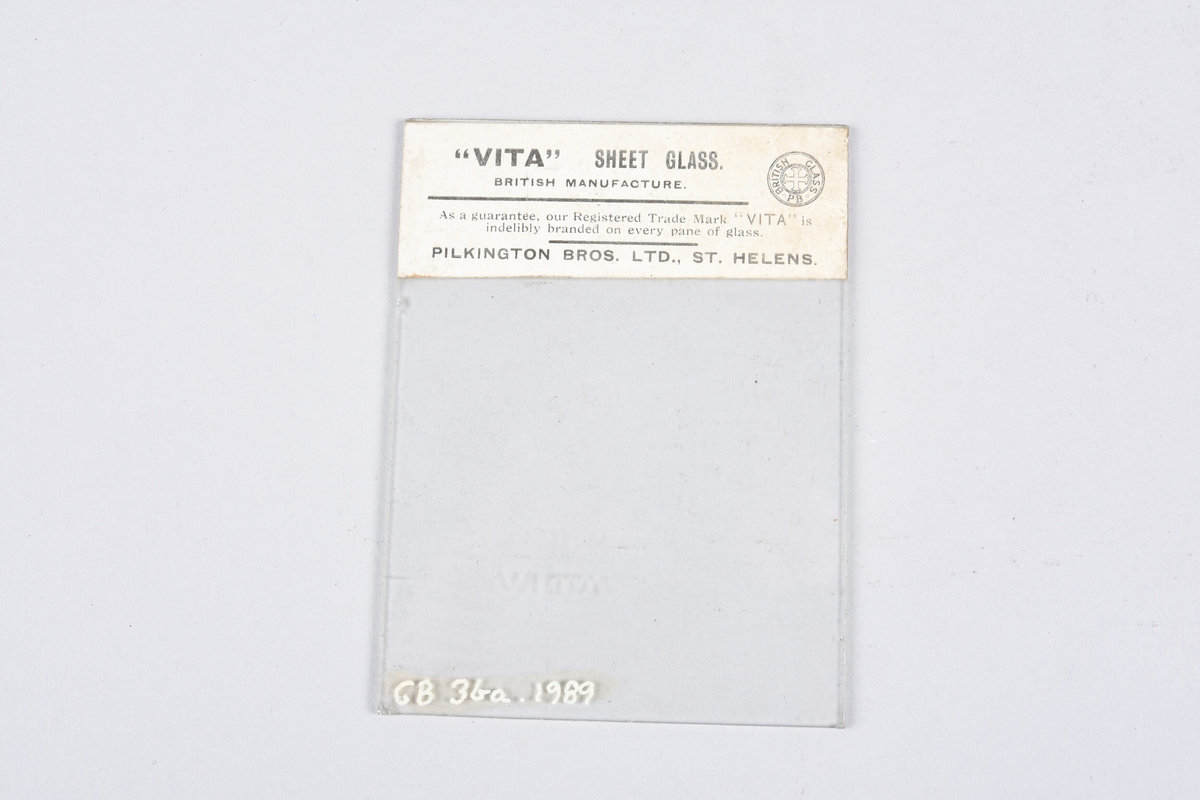 “VITA” SHEET GLASS.
BRITISH MANUFACTURE.
BRITISH GLASS
PB
As a guarantee, our Registered Trade Mark “VITA” is
indelibly branded on every pane of glass.
PILKINGTON BROS. LTD., ST. HELENS.
VITA
GB 36a. 1989